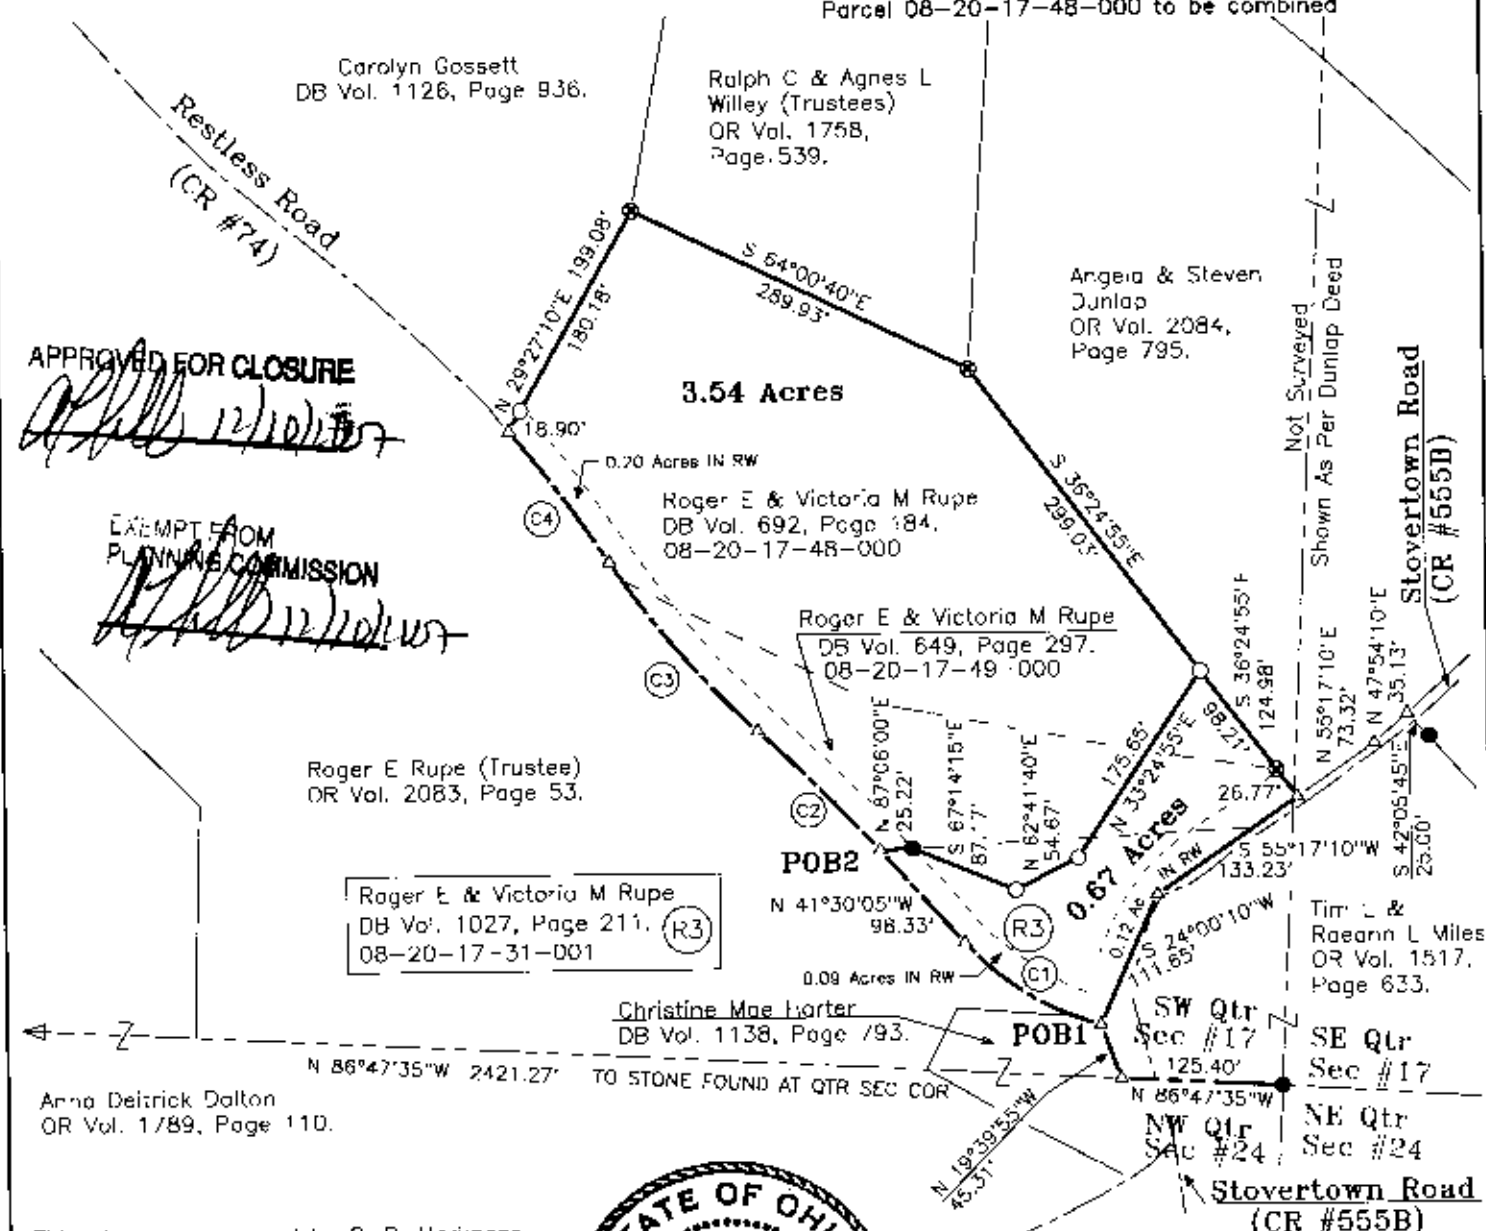 Parcel 08-20-17-48-000 to be combined
Carolyn Gossett
DB Vol. 1126, Page 936.
Ralph C & Agnes L
Willey (Trustees)
OR Vol. 1758,
Page 539.
Restless Road
(CR #74)
N 29°27'10"E 199.08'
180.18'
18.90'
S 64°00'40"E
289.93'
Angela & Steven
Dunlap
OR Vol. 2084,
Page 795.
Not Surveyed
Shown As Per Dunlap Deed
Stovertown Road
(CR #555B)
APPROVED FOR CLOSURE
3.54 Acres
0.20 Acres IN RW
C4
Roger E & Victoria M Rupe
DB Vol. 692, Page 184.
08-20-17-48-000
S 36°24'55"E
299.03'
EXEMPT FROM
PLANNING COMMISSION
Roger E & Victoria M Rupe
DB Vol. 649, Page 297.
08-20-17-49-000
C3
S 36°24'55"E
124.98'
N 55°17'10"E
73.32'
N 47°54'10"E
35.13'
S 42°05'45"E
25.00'
98.21'
26.77'
Roger E Rupe (Trustee)
OR Vol. 2083, Page 53.
C2
N 87°06'00"E
25.22'
S 67°14'15"E
87.17'
N 62°41'40"E
54.67'
175.65'
N 33°24'55"E
POB2
0.67 Acres
S 55°17'10"W
133.23'
0.12 Ac IN RW
N 41°30'05"W
98.33'
Roger E & Victoria M Rupe
DB Vol. 1027, Page 211.
08-20-17-31-001
R3
R3
C1
0.09 Acres IN RW
S 24°00'10"W
111.65'
Tim L &
Raeann L Miles
OR Vol. 1517,
Page 633.
Christine Mae Harter
DB Vol. 1138, Page 793.
POB1
SW Qtr
Sec #17
SE Qtr
Sec #17
125.40'
N 86°47'35"W
N 86°47'35"W 2421.27' TO STONE FOUND AT QTR SEC COR
Anna Deitrick Dalton
OR Vol. 1789, Page 110.
N 19°39'55"W
45.31'
NW Qtr
Sec #24
NE Qtr
Sec #24
Stovertown Road
(CR #555B)